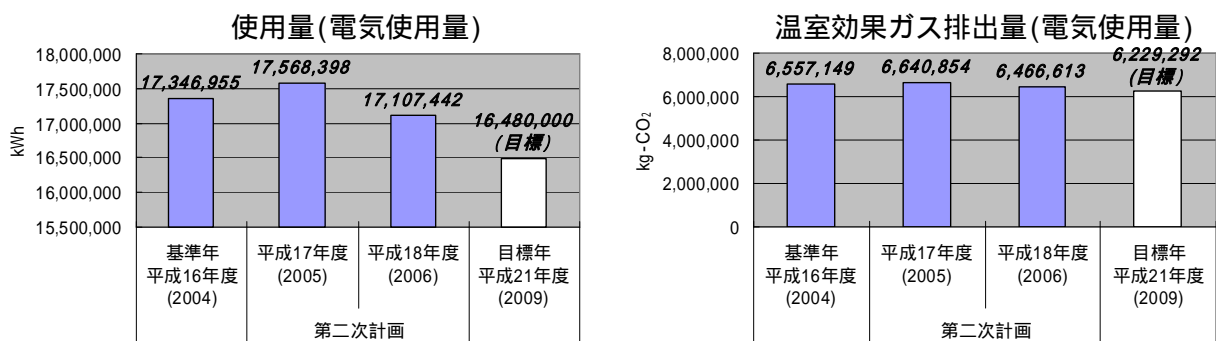 使用量(電気使用量)
kWh
18,000,000
17,500,000
17,000,000
16,500,000
16,000,000
15,500,000
17,346,955
17,568,398
17,107,442
16,480,000
(目標)
基準年
平成16年度
(2004)
平成17年度
(2005)
平成18年度
(2006)
目標年
平成21年度
(2009)
第二次計画
温室効果ガス排出量(電気使用量)
kg-CO₂
8,000,000
6,000,000
4,000,000
2,000,000
0
6,557,149
6,640,854
6,466,613
6,229,292
(目標)
基準年
平成16年度
(2004)
平成17年度
(2005)
平成18年度
(2006)
目標年
平成21年度
(2009)
第二次計画